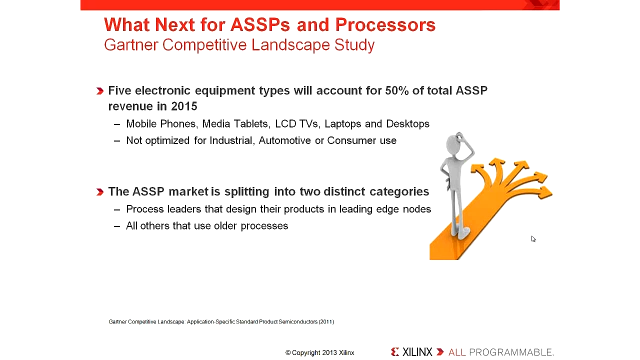 What Next for ASSPs and Processors
Gartner Competitive Landscape Study
Five electronic equipment types will account for 50% of total ASSP
revenue in 2015
– Mobile Phones, Media Tablets, LCD TVs, Laptops and Desktops
– Not optimized for Industrial, Automotive or Consumer use
The ASSP market is splitting into two distinct categories
– Process leaders that design their products in leading edge nodes
– All others that use older processes
Gartner Competitive Landscape: Application-Specific Standard Product Semiconductors (2011)
© Copyright 2013 Xilinx
XILINX ALL PROGRAMMABLE.